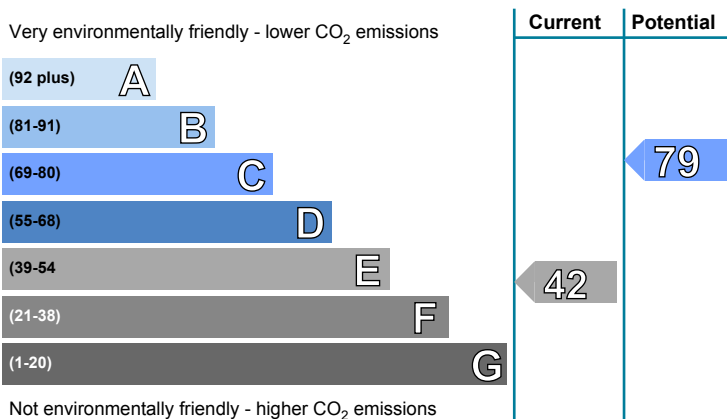 Current Potential
Very environmentally friendly - lower CO2 emissions
(92 plus) A
(81-91) B
(69-80) C
79
(55-68) D
(39-54 E
42
(21-38) F
(1-20) G
Not environmentally friendly - higher CO2 emissions